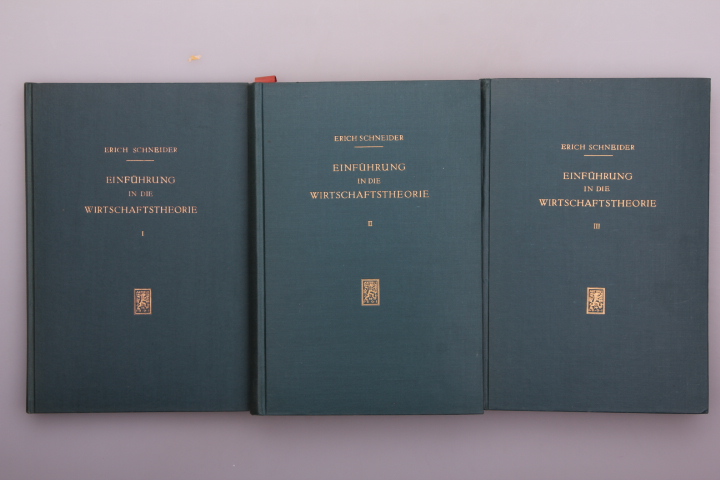 ERICH SCHNEIDER
EINFÜHRUNG
IN DIE
WIRTSCHAFTSTHEORIE
I
ERICH SCHNEIDER
EINFÜHRUNG
IN DIE
WIRTSCHAFTSTHEORIE
II
ERICH SCHNEIDER
EINFÜHRUNG
IN DIE
WIRTSCHAFTSTHEORIE
III